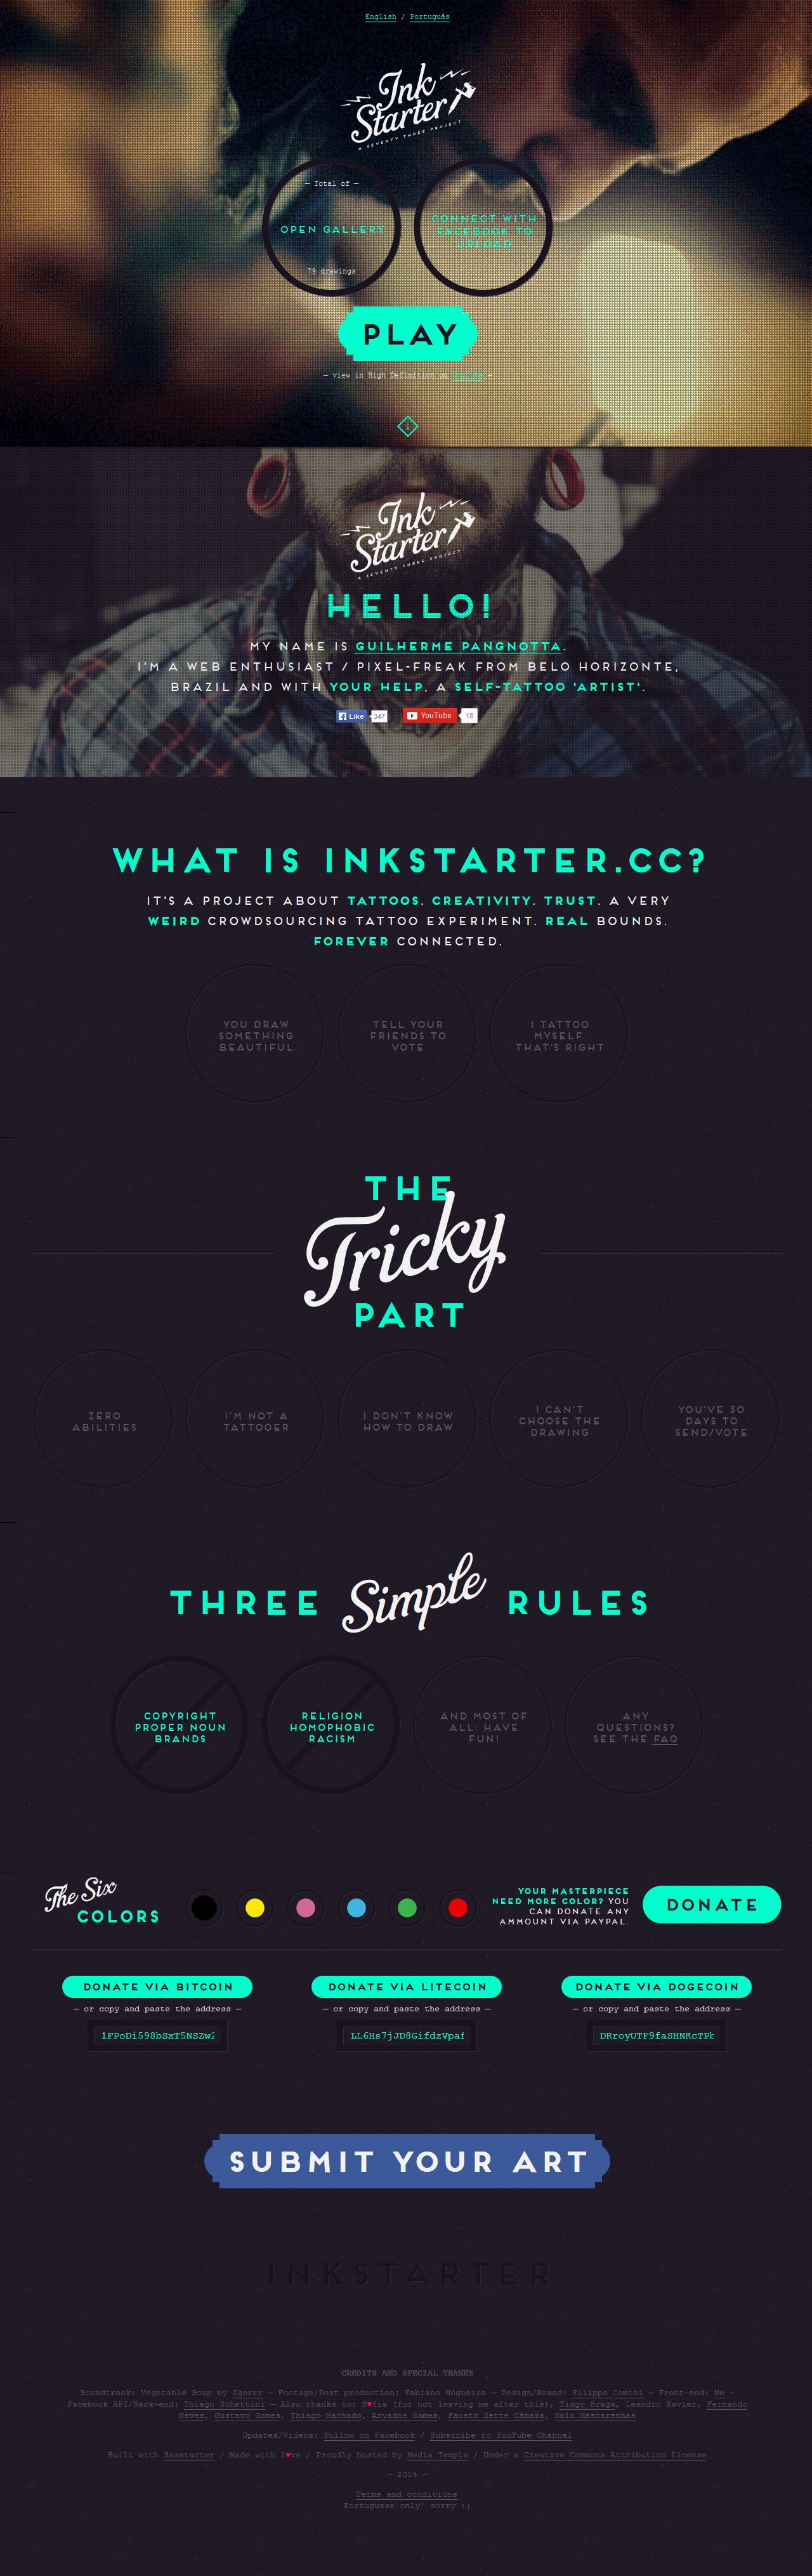 English / Português
Ink
Starter
A SEVENTY THREE PROJECT
— Total of —
OPEN GALLERY
79 drawings
CONNECT WITH
FACEBOOK TO
UPLOAD
PLAY
— view in High Definition on —
Ink
Starter
A SEVENTY THREE PROJECT
HELLO!
MY NAME IS GUILHERME PANGNOTTA.
I'M A WEB ENTHUSIAST / PIXEL-FREAK FROM BELO HORIZONTE,
BRAZIL AND WITH YOUR HELP, A SELF-TATTOO 'ARTIST'.
Like 347
YouTube 18
WHAT IS INKSTARTER.CC?
IT'S A PROJECT ABOUT TATTOOS. CREATIVITY. TRUST. A VERY
WEIRD CROWDSOURCING TATTOO EXPERIMENT. REAL BOUNDS.
FOREVER CONNECTED.
YOU DRAW
SOMETHING
BEAUTIFUL
TELL YOUR
FRIENDS TO
VOTE
I TATTOO
MYSELF.
THAT'S RIGHT
THE
Tricky
PART
ZERO
ABILITIES
I'M NOT A
TATTOOER
I DON'T KNOW
HOW TO DRAW
I CAN'T
CHOOSE THE
DRAWING
YOU'VE 30
DAYS TO
SEND/VOTE
THREE Simple RULES
COPYRIGHT
PROPER NOUN
BRANDS
RELIGION
HOMOPHOBIC
RACISM
AND MOST OF
ALL: HAVE
FUN!
ANY
QUESTIONS?
SEE THE FAQ
The Six
COLORS
YOUR MASTERPIECE
NEED MORE COLOR? YOU
CAN DONATE ANY
AMMOUNT VIA PAYPAL.
DONATE
DONATE VIA BITCOIN
— or copy and paste the address —
1FPoDi598bSxT5NSZw2
DONATE VIA LITECOIN
— or copy and paste the address —
LL6Hs7jJD8GifdzVpaf
DONATE VIA DOGECOIN
— or copy and paste the address —
DRroyUTF9faSHNKcTPk
SUBMIT YOUR ART
INKSTARTER
CREDITS AND SPECIAL THANKS
Soundtrack: Vegetable Soup by Igorrr — Footage/Post production: Fabiano Nogueira — Design/Brand: Filippo Comini — Front-end: Me —
Facebook API/Back-end: Thiago Schettini — Also thanks to: S♥fia (for not leaving me after this), Tiago Braga, Leandro Xavier, Fernando
Neves, Gustavo Gomes, Thiago Machado, Aryadne Gomes, Fausto Sette Câmara, Solo Mascarenhas
Updates/Videos: Follow on Facebook / Subscribe to YouTube Channel
Built with Sasstarter / Made with l♥ve / Proudly hosted by Media Temple / Under a Creative Commons Attribution License
— 2014 —
Terms and conditions
Portuguese only! sorry :(